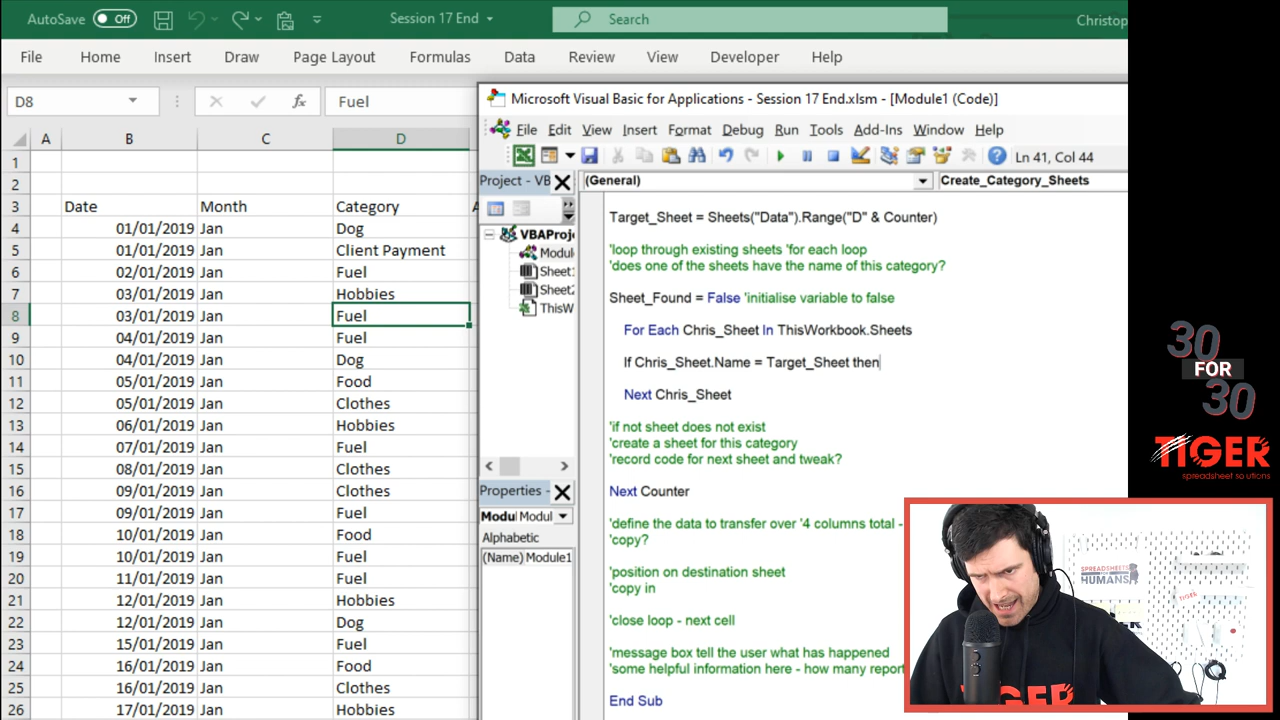 AutoSave Off Session 17 End Search Christop
File Home Insert Draw Page Layout Formulas Data Review View Developer Help
D8 fx Fuel
A B C D
1
2
3 Date Month Category
4 01/01/2019 Jan Dog
5 01/01/2019 Jan Client Payment
6 02/01/2019 Jan Fuel
7 03/01/2019 Jan Hobbies
8 03/01/2019 Jan Fuel
9 04/01/2019 Jan Fuel
10 04/01/2019 Jan Dog
11 05/01/2019 Jan Food
12 05/01/2019 Jan Clothes
13 06/01/2019 Jan Hobbies
14 07/01/2019 Jan Fuel
15 08/01/2019 Jan Clothes
16 09/01/2019 Jan Clothes
17 09/01/2019 Jan Fuel
18 10/01/2019 Jan Food
19 10/01/2019 Jan Fuel
20 11/01/2019 Jan Fuel
21 12/01/2019 Jan Hobbies
22 12/01/2019 Jan Dog
23 15/01/2019 Jan Fuel
24 16/01/2019 Jan Food
25 16/01/2019 Jan Clothes
26 17/01/2019 Jan Hobbies
Microsoft Visual Basic for Applications - Session 17 End.xlsm - [Module1 (Code)]
File Edit View Insert Format Debug Run Tools Add-Ins Window Help
Ln 41, Col 44
Project - VB
VBAProj
Modul
Sheet1
Sheet2
ThisW
Properties -
Modul Modul
Alphabetic
(Name) Module1
(General) Create_Category_Sheets
Target_Sheet = Sheets("Data").Range("D" & Counter)
'loop through existing sheets 'for each loop
'does one of the sheets have the name of this category?
Sheet_Found = False 'initialise variable to false
For Each Chris_Sheet In ThisWorkbook.Sheets
If Chris_Sheet.Name = Target_Sheet then
Next Chris_Sheet
'if not sheet does not exist
'create a sheet for this category
'record code for next sheet and tweak?
Next Counter
'define the data to transfer over '4 columns total -
'copy?
'position on destination sheet
'copy in
'close loop - next cell
'message box tell the user what has happened
'some helpful information here - how many report
End Sub
30
FOR
30
TIGER
spreadsheet solutions
SPREADSHEETS
FOR
HUMANS
TIGER
TIGER